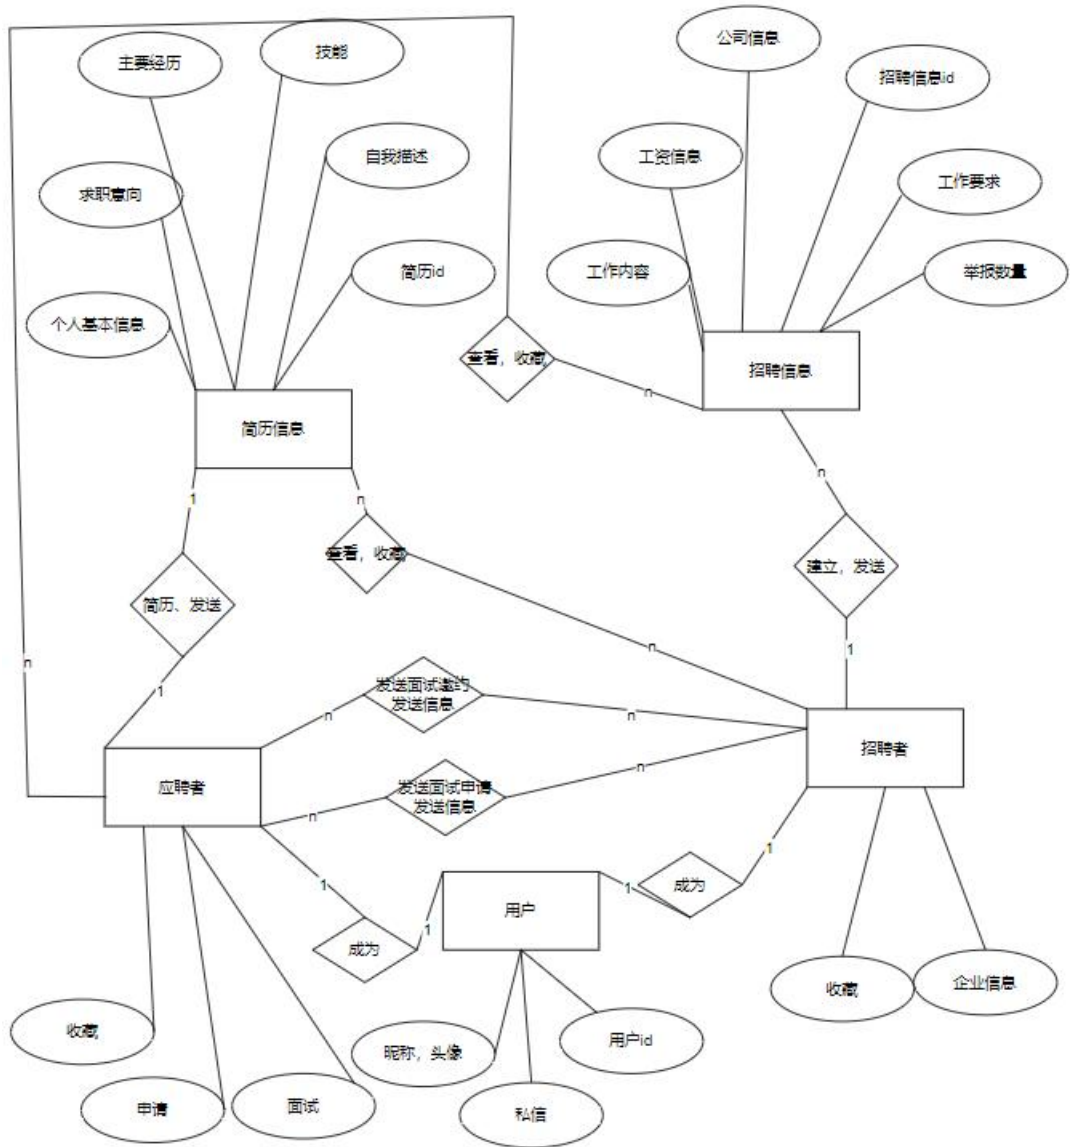 公司信息
技能
主要经历
招聘信息id
自我描述
工资信息
工作要求
求职意向
简历id
工作内容
举报数量
个人基本信息
查看，收藏
招聘信息
n
简历信息
n
1
n
查看，收藏
建立，发送
简历、发送
n
1
n
1
发送面试邀约
发送信息
n
n
招聘者
应聘者
发送面试申请
发送信息
n
n
1
1
成为
1
用户
1
成为
收藏
企业信息
收藏
昵称，头像
用户id
申请
面试
私信